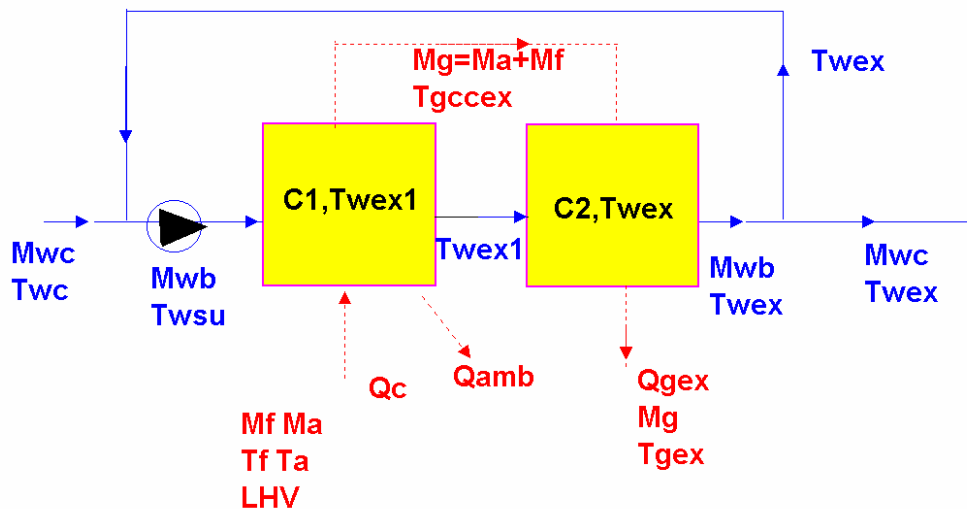 Mg=Ma+Mf
Tgccex
Twex
C1,Twex1
C2,Twex
Mwc
Twc
Mwb
Twsu
Twex1
Mwb
Twex
Mwc
Twex
Qc
Qamb
Mf Ma
Tf Ta
LHV
Qgex
Mg
Tgex